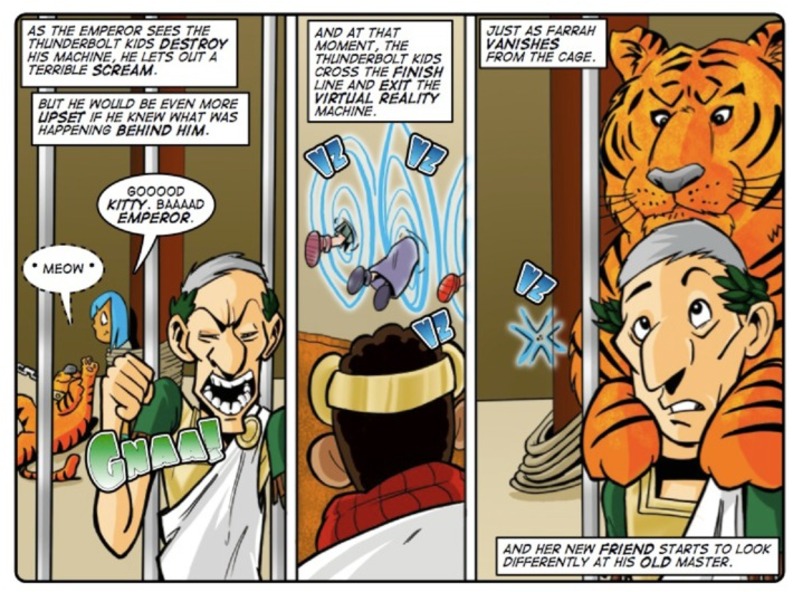 AS THE EMPEROR SEES THE
THUNDERBOLT KIDS DESTROY
HIS MACHINE, HE LETS OUT A
TERRIBLE SCREAM.
BUT HE WOULD BE EVEN MORE
UPSET IF HE KNEW WHAT WAS
HAPPENING BEHIND HIM.
GOOOOD
KITTY. BAAAAD
EMPEROR.
* MEOW *
GNAA!
AND AT THAT
MOMENT, THE
THUNDERBOLT KIDS
CROSS THE FINISH
LINE AND EXIT THE
VIRTUAL REALITY
MACHINE.
VZ
VZ
VZ
JUST AS FARRAH
VANISHES
FROM THE CAGE.
VZ
AND HER NEW FRIEND STARTS TO LOOK
DIFFERENTLY AT HIS OLD MASTER.